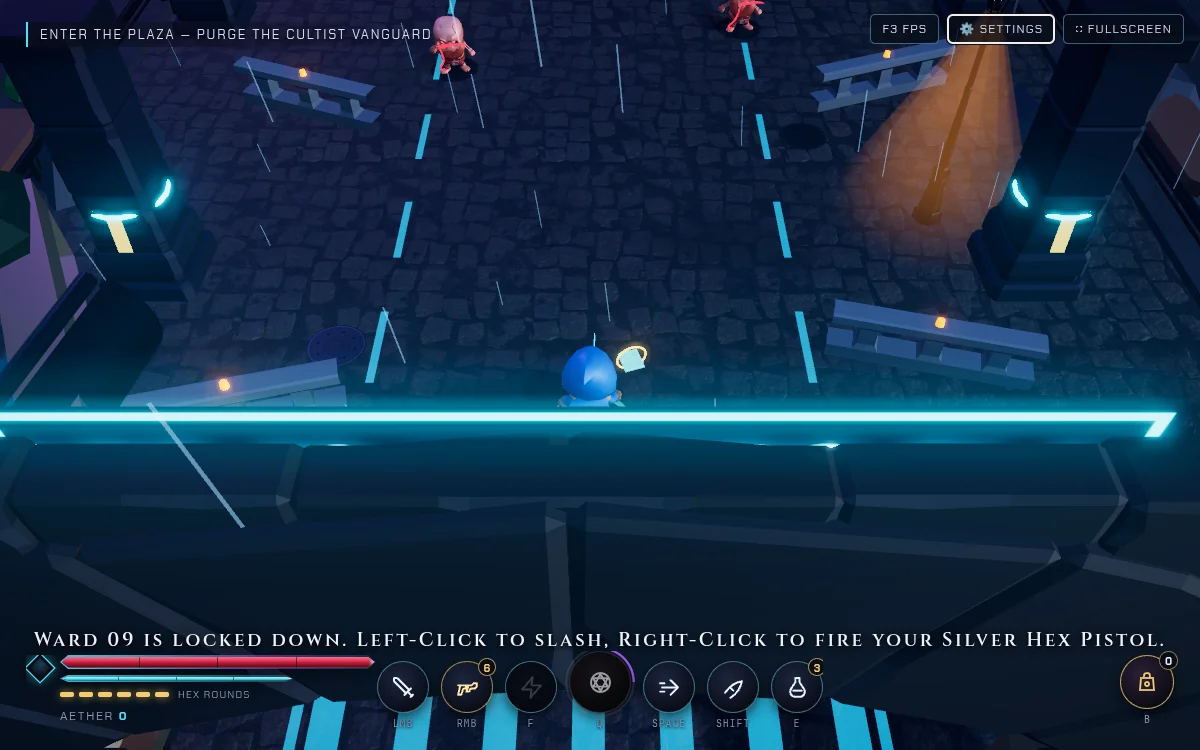 ENTER THE PLAZA — PURGE THE CULTIST VANGUARD
F3 FPS
SETTINGS
FULLSCREEN
Ward 09 is locked down. Left-Click to slash, Right-Click to fire your Silver Hex Pistol.
HEX ROUNDS
AETHER 0
6
3
0
LMB
RMB
F
Q
SPACE
SHIFT
E
B